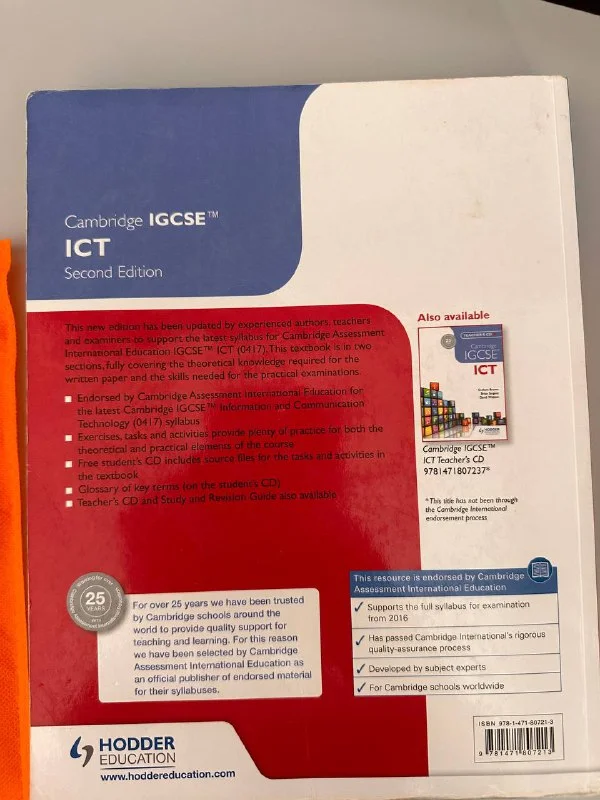 Cambridge IGCSE™
ICT
Second Edition
This new edition has been updated by experienced authors, teachers
and examiners to support the latest syllabus for Cambridge Assessment
International Education IGCSE™ ICT (0417). This textbook is in two
sections, fully covering the theoretical knowledge required for the
written paper and the skills needed for the practical examinations.
Endorsed by Cambridge Assessment International Education for
the latest Cambridge IGCSE™ Information and Communication
Technology (0417) syllabus
Exercises, tasks and activities provide plenty of practice for both the
theoretical and practical elements of the course
Free student's CD includes source files for the tasks and activities in
the textbook
Glossary of key terms (on the student's CD)
Teacher's CD and Study and Revision Guide also available
Also available
Cambridge
IGCSE
ICT
Cambridge IGCSE™
ICT Teacher's CD
9781471807237*
*This title has not been through
the Cambridge International
endorsement process
25
YEARS
For over 25 years we have been trusted
by Cambridge schools around the
world to provide quality support for
teaching and learning. For this reason
we have been selected by Cambridge
Assessment International Education as
an official publisher of endorsed material
for their syllabuses.
This resource is endorsed by Cambridge
Assessment International Education
✓ Supports the full syllabus for examination
from 2016
✓ Has passed Cambridge International's rigorous
quality-assurance process
✓ Developed by subject experts
✓ For Cambridge schools worldwide
HODDER
EDUCATION
www.hoddereducation.com
ISBN 978-1-471-80721-3
9 781471 807213